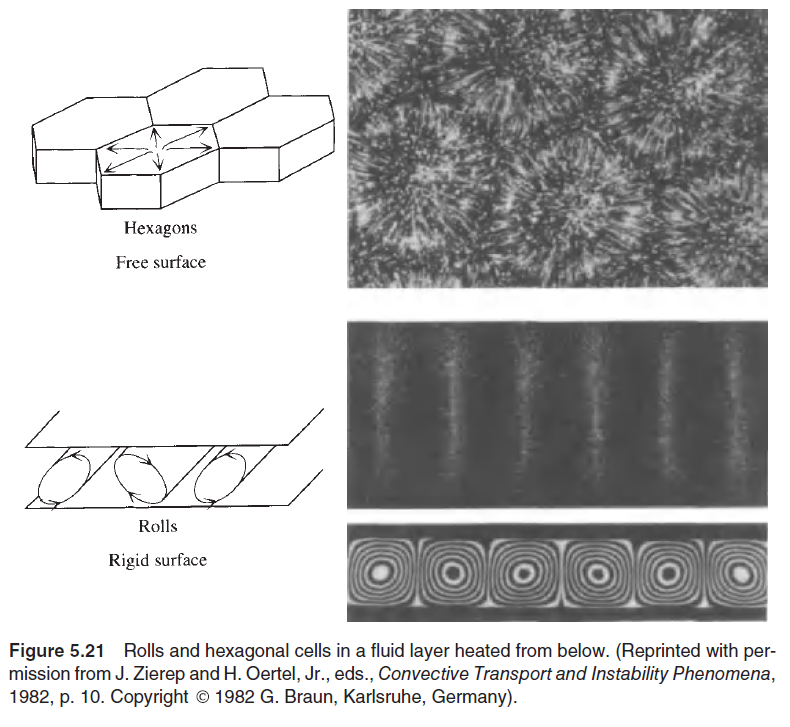 Hexagons
Free surface
Rolls
Rigid surface
Figure 5.21 Rolls and hexagonal cells in a fluid layer heated from below. (Reprinted with per-
mission from J. Zierep and H. Oertel, Jr., eds., Convective Transport and Instability Phenomena,
1982, p. 10. Copyright © 1982 G. Braun, Karlsruhe, Germany).